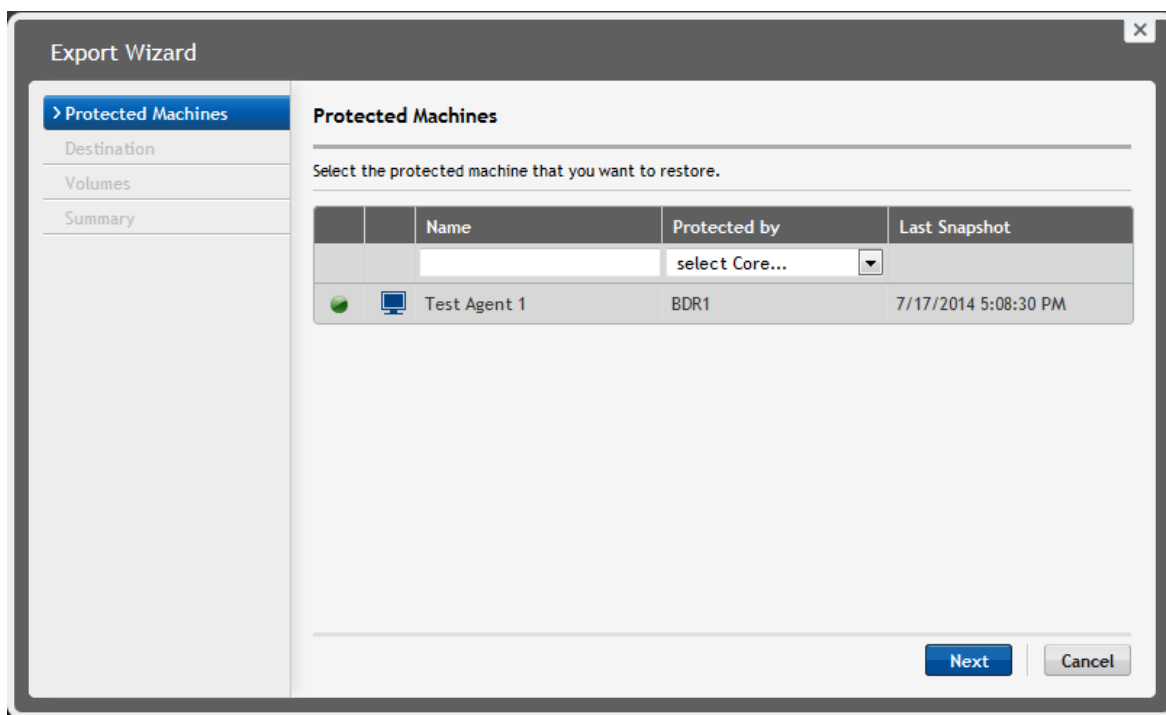 Export Wizard
Protected Machines
Destination
Volumes
Summary
Protected Machines
Select the protected machine that you want to restore.
Name Protected by Last Snapshot
select Core...
Test Agent 1 BDR1 7/17/2014 5:08:30 PM
Next Cancel